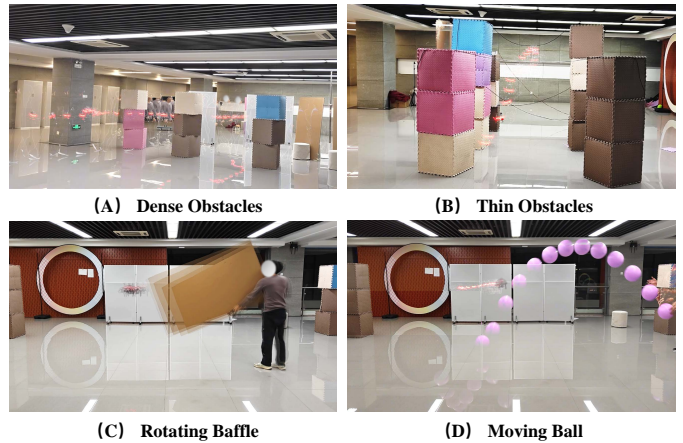 (A) Dense Obstacles
(B) Thin Obstacles
(C) Rotating Baffle
(D) Moving Ball